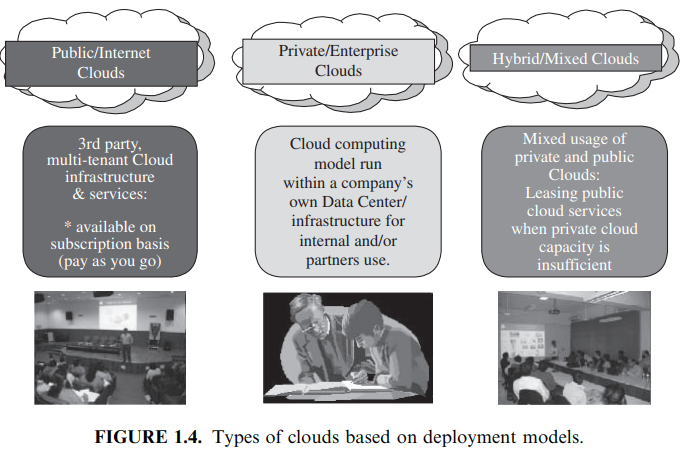 Public/Internet
Clouds
Private/Enterprise
Clouds
Hybrid/Mixed Clouds
3rd party,
multi-tenant Cloud
infrastructure
& services:
* available on
subscription basis
(pay as you go)
Cloud computing
model run
within a company's
own Data Center/
infrastructure for
internal and/or
partners use.
Mixed usage of
private and public
Clouds:
Leasing public
cloud services
when private cloud
capacity is
insufficient
FIGURE 1.4. Types of clouds based on deployment models.